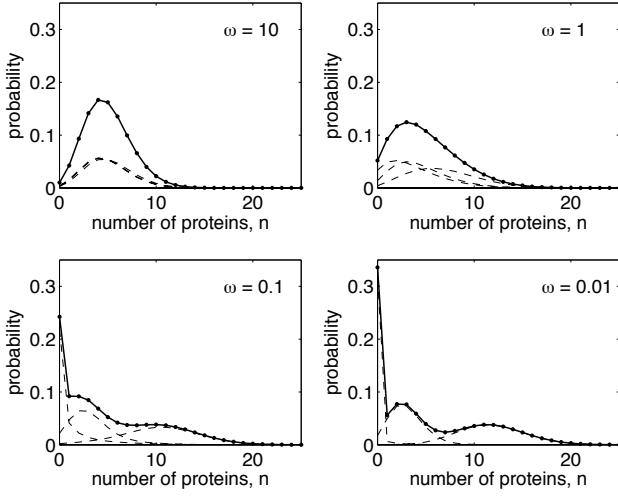 0.3
0.2
0.1
0
probability
ω = 10
0 10 20
number of proteins, n
0.3
0.2
0.1
0
probability
ω = 1
0 10 20
number of proteins, n
0.3
0.2
0.1
0
probability
ω = 0.1
0 10 20
number of proteins, n
0.3
0.2
0.1
0
probability
ω = 0.01
0 10 20
number of proteins, n